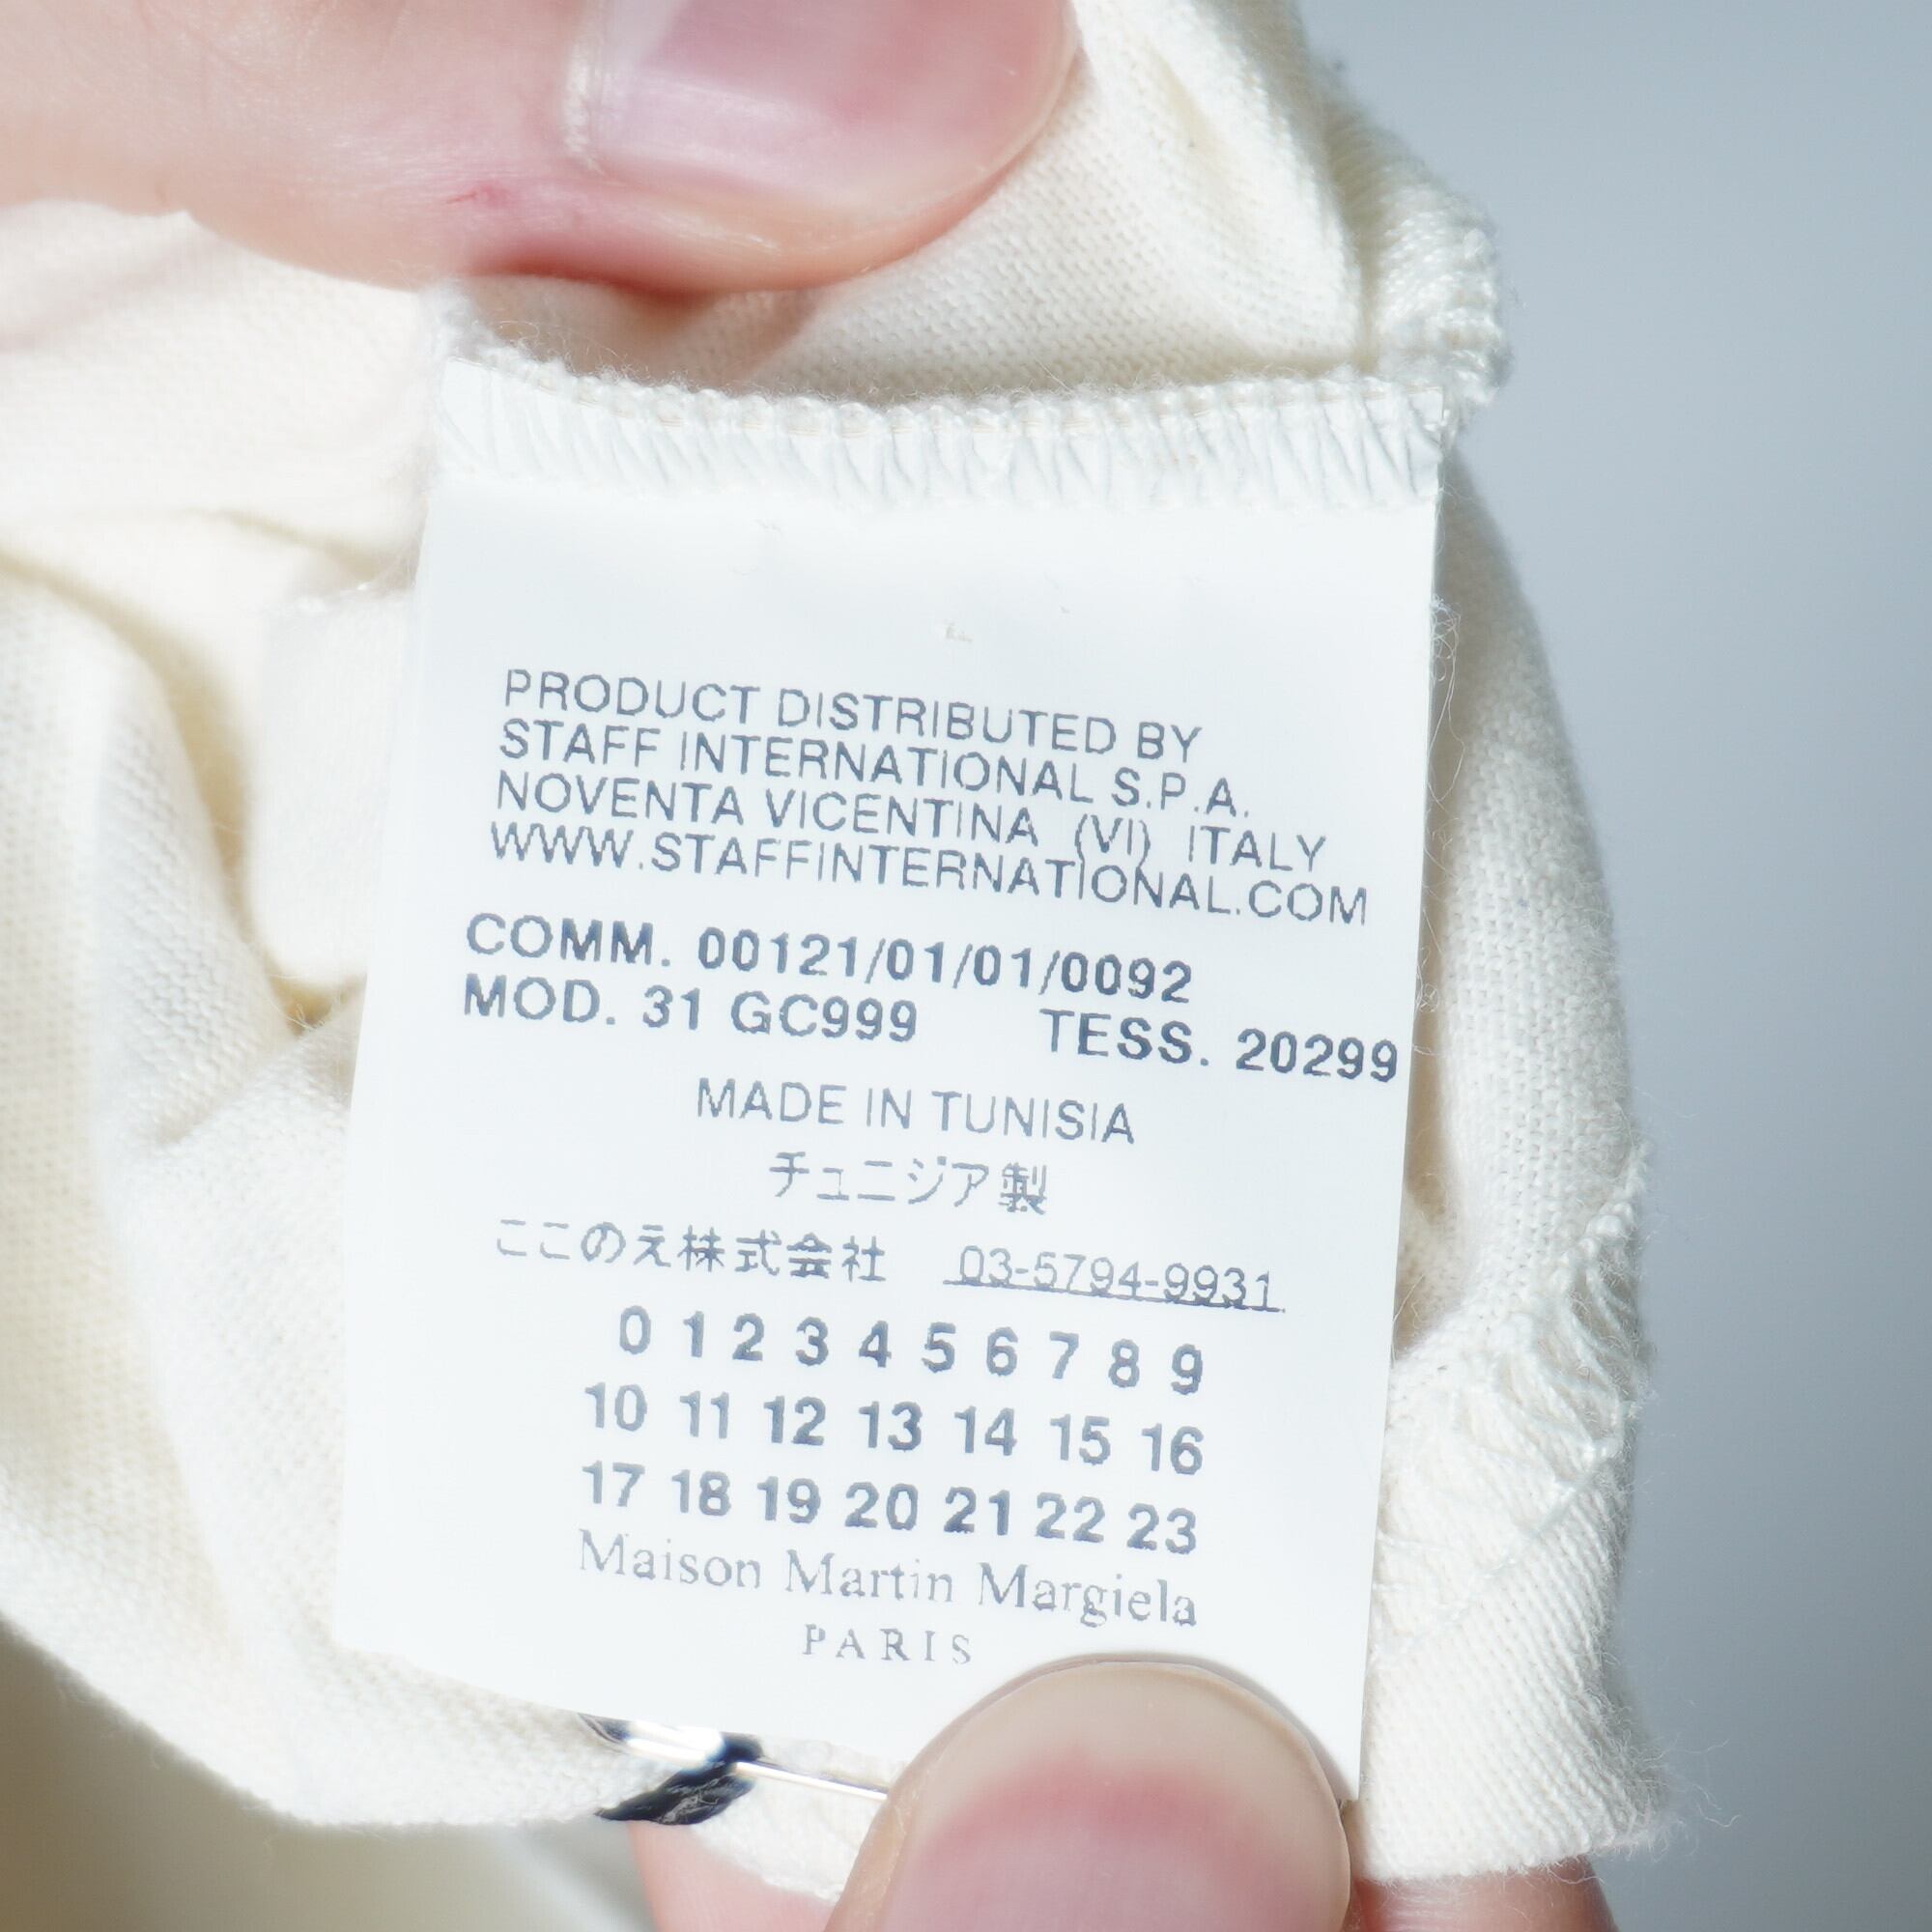 PRODUCT DISTRIBUTED BY
STAFF INTERNATIONAL S.P.A.
NOVENTA VICENTINA (VI) ITALY
WWW.STAFFINTERNATIONAL.COM
COMM. 00121/01/01/0092
MOD. 31 GC999 TESS. 20299
MADE IN TUNISIA
チュニジア製
ここのえ株式会社 03-5794-9931
0 1 2 3 4 5 6 7 8 9
10 11 12 13 14 15 16
17 18 19 20 21 22 23
Maison Martin Margiela
PARIS